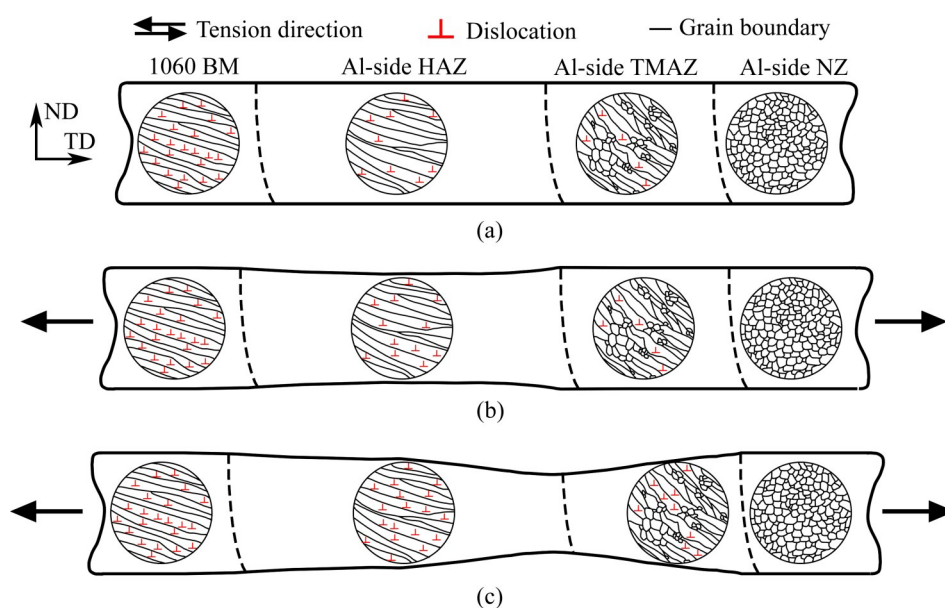 Tension direction
Dislocation
Grain boundary
1060 BM
Al-side HAZ
Al-side TMAZ
Al-side NZ
ND
TD
(a)
(b)
(c)